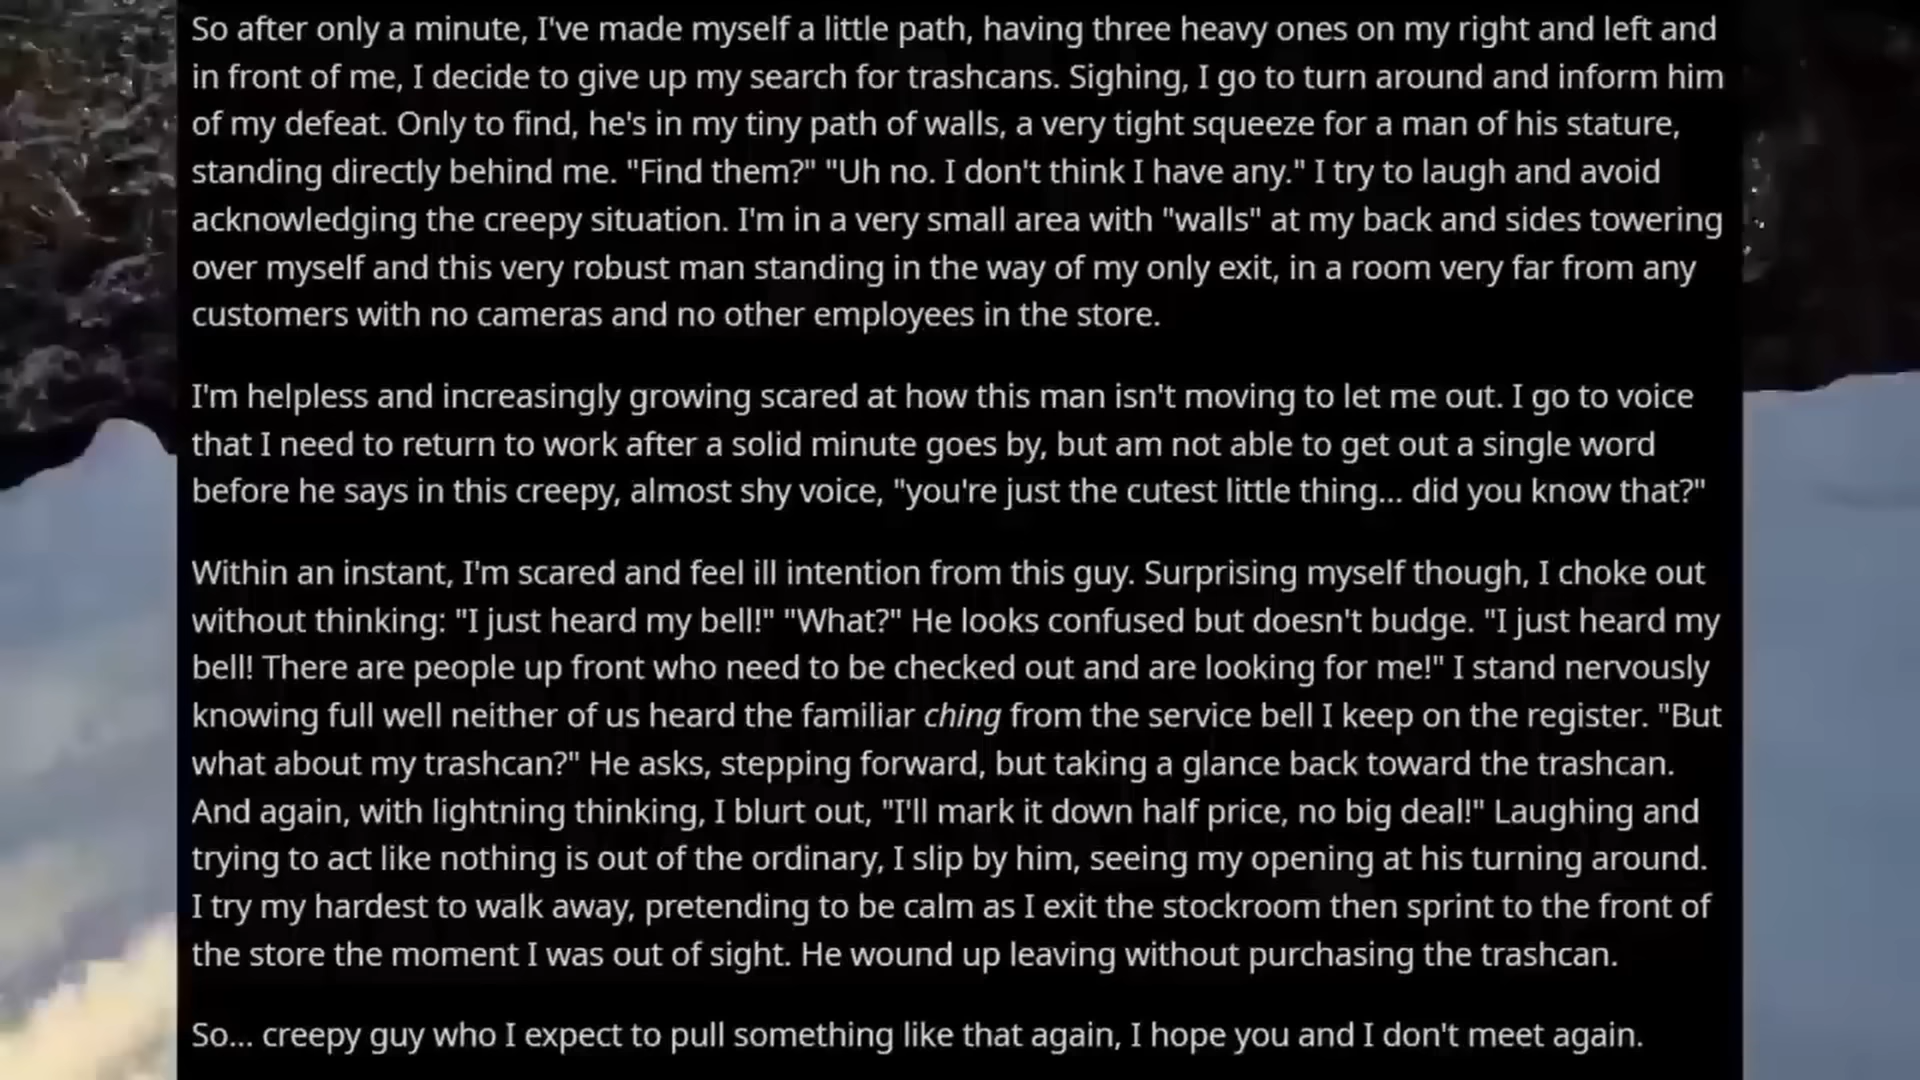 So after only a minute, I've made myself a little path, having three heavy ones on my right and left and
in front of me, I decide to give up my search for trashcans. Sighing, I go to turn around and inform him
of my defeat. Only to find, he's in my tiny path of walls, a very tight squeeze for a man of his stature,
standing directly behind me. "Find them?" "Uh no. I don't think I have any." I try to laugh and avoid
acknowledging the creepy situation. I'm in a very small area with "walls" at my back and sides towering
over myself and this very robust man standing in the way of my only exit, in a room very far from any
customers with no cameras and no other employees in the store.
I'm helpless and increasingly growing scared at how this man isn't moving to let me out. I go to voice
that I need to return to work after a solid minute goes by, but am not able to get out a single word
before he says in this creepy, almost shy voice, "you're just the cutest little thing... did you know that?"
Within an instant, I'm scared and feel ill intention from this guy. Surprising myself though, I choke out
without thinking: "I just heard my bell!" "What?" He looks confused but doesn't budge. "I just heard my
bell! There are people up front who need to be checked out and are looking for me!" I stand nervously
knowing full well neither of us heard the familiar ching from the service bell I keep on the register. "But
what about my trashcan?" He asks, stepping forward, but taking a glance back toward the trashcan.
And again, with lightning thinking, I blurt out, "I'll mark it down half price, no big deal!" Laughing and
trying to act like nothing is out of the ordinary, I slip by him, seeing my opening at his turning around.
I try my hardest to walk away, pretending to be calm as I exit the stockroom then sprint to the front of
the store the moment I was out of sight. He wound up leaving without purchasing the trashcan.
So... creepy guy who I expect to pull something like that again, I hope you and I don't meet again.